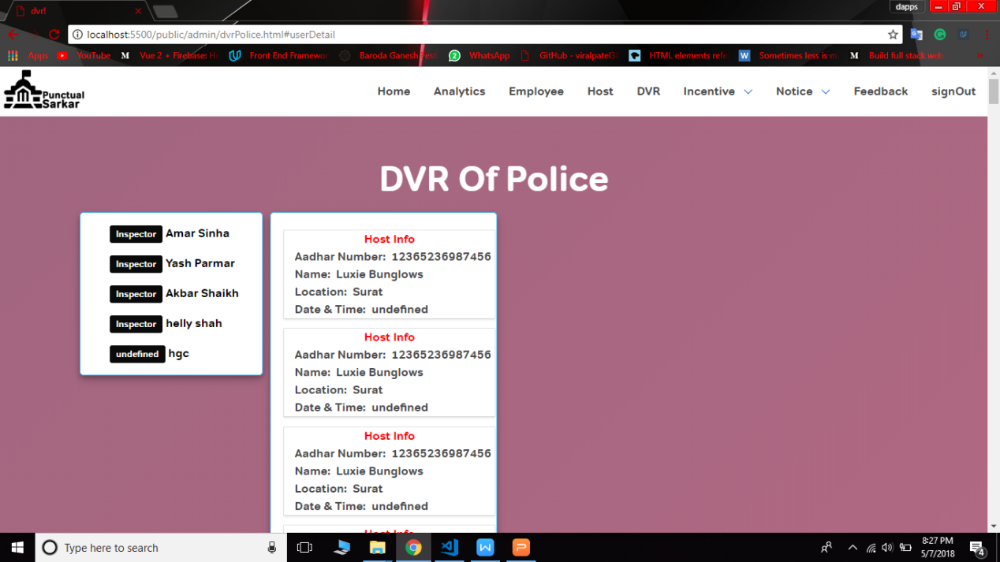 dvr!
dapps
localhost:5500/public/admin/dvrPolice.html#userDetail
Apps YouTube Vue 2 + Firebase: Ho Front End Framewor Baroda Ganesh Festi WhatsApp GitHub - viralpatel3 HTML elements refe Sometimes less is m Build full stack web
Punctual
Sarkar
Home Analytics Employee Host DVR Incentive Notice Feedback signOut
DVR Of Police
Inspector Amar Sinha
Inspector Yash Parmar
Inspector Akbar Shaikh
Inspector helly shah
undefined hgc
Host Info
Aadhar Number: 12365236987456
Name: Luxie Bunglows
Location: Surat
Date & Time: undefined
Host Info
Aadhar Number: 12365236987456
Name: Luxie Bunglows
Location: Surat
Date & Time: undefined
Host Info
Aadhar Number: 12365236987456
Name: Luxie Bunglows
Location: Surat
Date & Time: undefined
Host Info
Type here to search
8:27 PM
5/7/2018
4